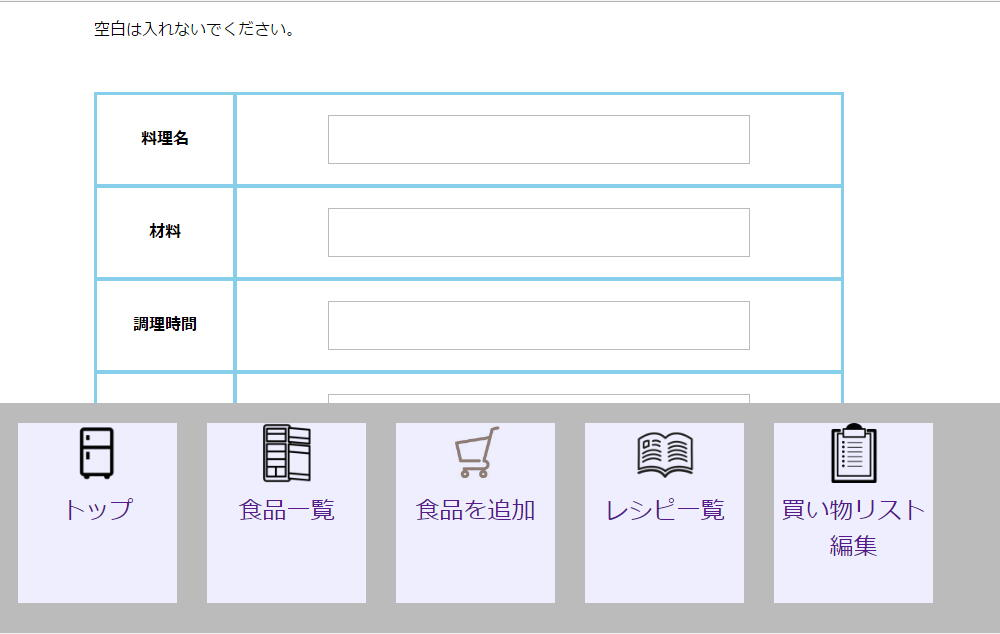 空白は入れないでください。
料理名
材料
調理時間
トップ
食品一覧
食品を追加
レシピ一覧
買い物リスト
編集